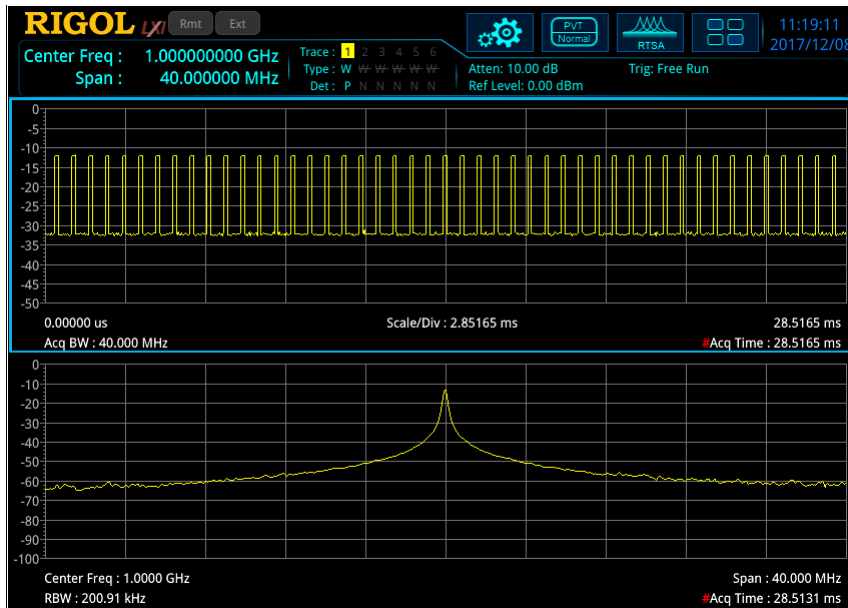 RIGOL LXI Rmt Ext
PVT
Normal
RTSA
11:19:11
2017/12/08
Center Freq : 1.000000000 GHz
Span : 40.000000 MHz
Trace : 1 2 3 4 5 6
Type : W W W W W W
Det : P N N N N N
Atten: 10.00 dB
Ref Level: 0.00 dBm
Trig: Free Run
0
-5
-10
-15
-20
-25
-30
-35
-40
-45
-50
0.00000 us Scale/Div : 2.85165 ms 28.5165 ms
Acq BW : 40.000 MHz #Acq Time : 28.5165 ms
0
-10
-20
-30
-40
-50
-60
-70
-80
-90
-100
Center Freq : 1.0000 GHz Span : 40.000 MHz
RBW : 200.91 kHz #Acq Time : 28.5131 ms